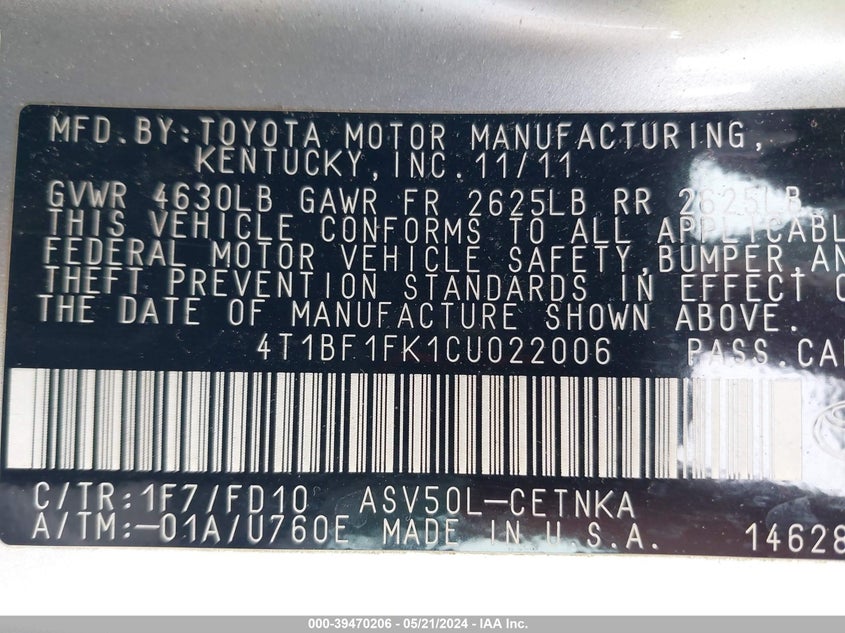 MFD.BY:TOYOTA MOTOR MANUFACTURING,
KENTUCKY,INC.11/11
GVWR 4630LB GAWR FR 2625LB RR 2625LB
THIS VEHICLE CONFORMS TO ALL APPLICABL
FEDERAL MOTOR VEHICLE SAFETY,BUMPER,AN
THEFT PREVENTION STANDARDS IN EFFECT O
THE DATE OF MANUFACTURE SHOWN ABOVE.
4T1BF1FK1CU022006 PASS.CA
C/TR:1F7/FD10 ASV50L-CETNKA
A/TM:-01A/U760E MADE IN U.S.A. 14628
000-39470206 - 05/21/2024 - IAA Inc.